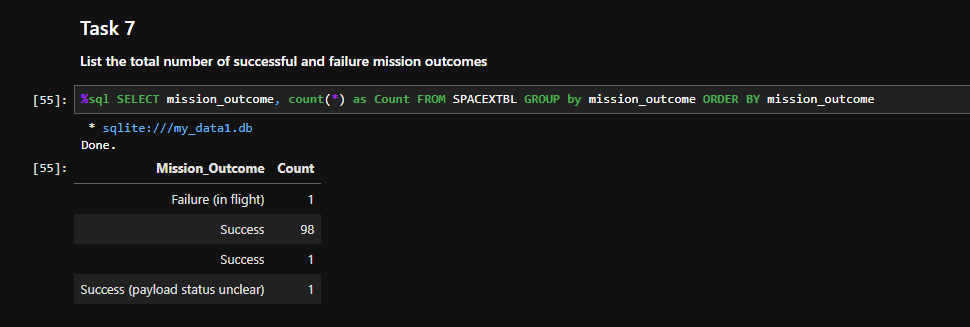 Task 7
List the total number of successful and failure mission outcomes
[55]: %sql SELECT mission_outcome, count(*) as Count FROM SPACEXTBL GROUP by mission_outcome ORDER BY mission_outcome
* sqlite:///my_data1.db
Done.
[55]: Mission_Outcome Count
Failure (in flight) 1
Success 98
Success 1
Success (payload status unclear) 1